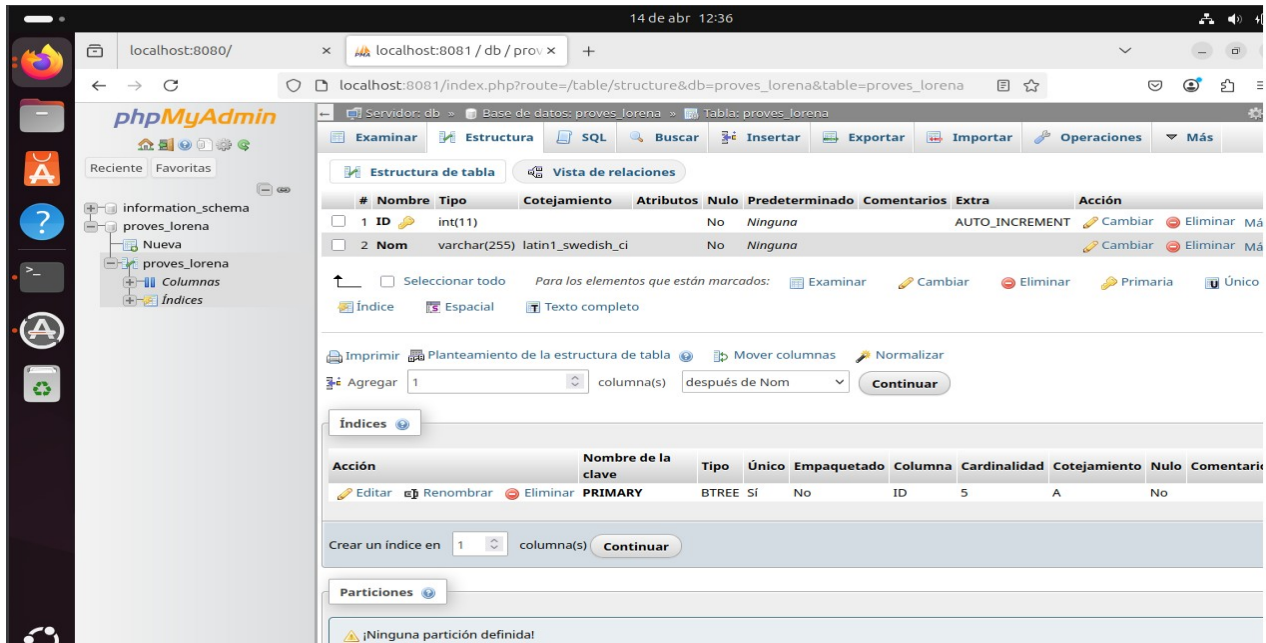 14 de abr 12:36
localhost:8080/
localhost:8081 / db / prov
localhost:8081/index.php?route=/table/structure&db=proves_lorena&table=proves_lorena
phpMyAdmin
Reciente Favoritas
information_schema
proves_lorena
Nueva
proves_lorena
Columnas
Índices
Servidor: db » Base de datos: proves_lorena » Tabla: proves_lorena
Examinar Estructura SQL Buscar Insertar Exportar Importar Operaciones Más
Estructura de tabla Vista de relaciones
# Nombre Tipo Cotejamiento Atributos Nulo Predeterminado Comentarios Extra Acción
1 ID int(11) No Ninguna AUTO_INCREMENT Cambiar Eliminar Má
2 Nom varchar(255) latin1_swedish_ci No Ninguna Cambiar Eliminar Má
Seleccionar todo Para los elementos que están marcados: Examinar Cambiar Eliminar Primaria Único
Índice Espacial Texto completo
Imprimir Planteamiento de la estructura de tabla Mover columnas Normalizar
Agregar 1 columna(s) después de Nom Continuar
Índices
Acción Nombre de la clave Tipo Único Empaquetado Columna Cardinalidad Cotejamiento Nulo Comentario
Editar Renombrar Eliminar PRIMARY BTREE Sí No ID 5 A No
Crear un índice en 1 columna(s) Continuar
Particiones
¡Ninguna partición definida!